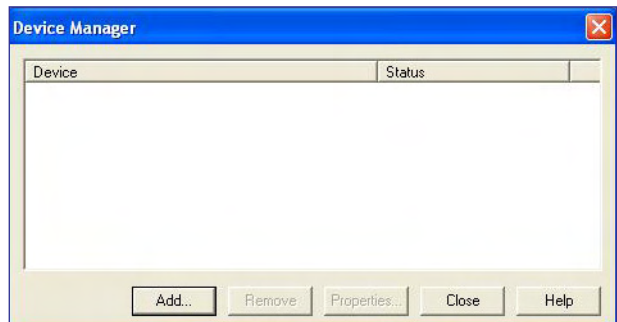 Device Manager
Device Status
Add... Remove Properties... Close Help